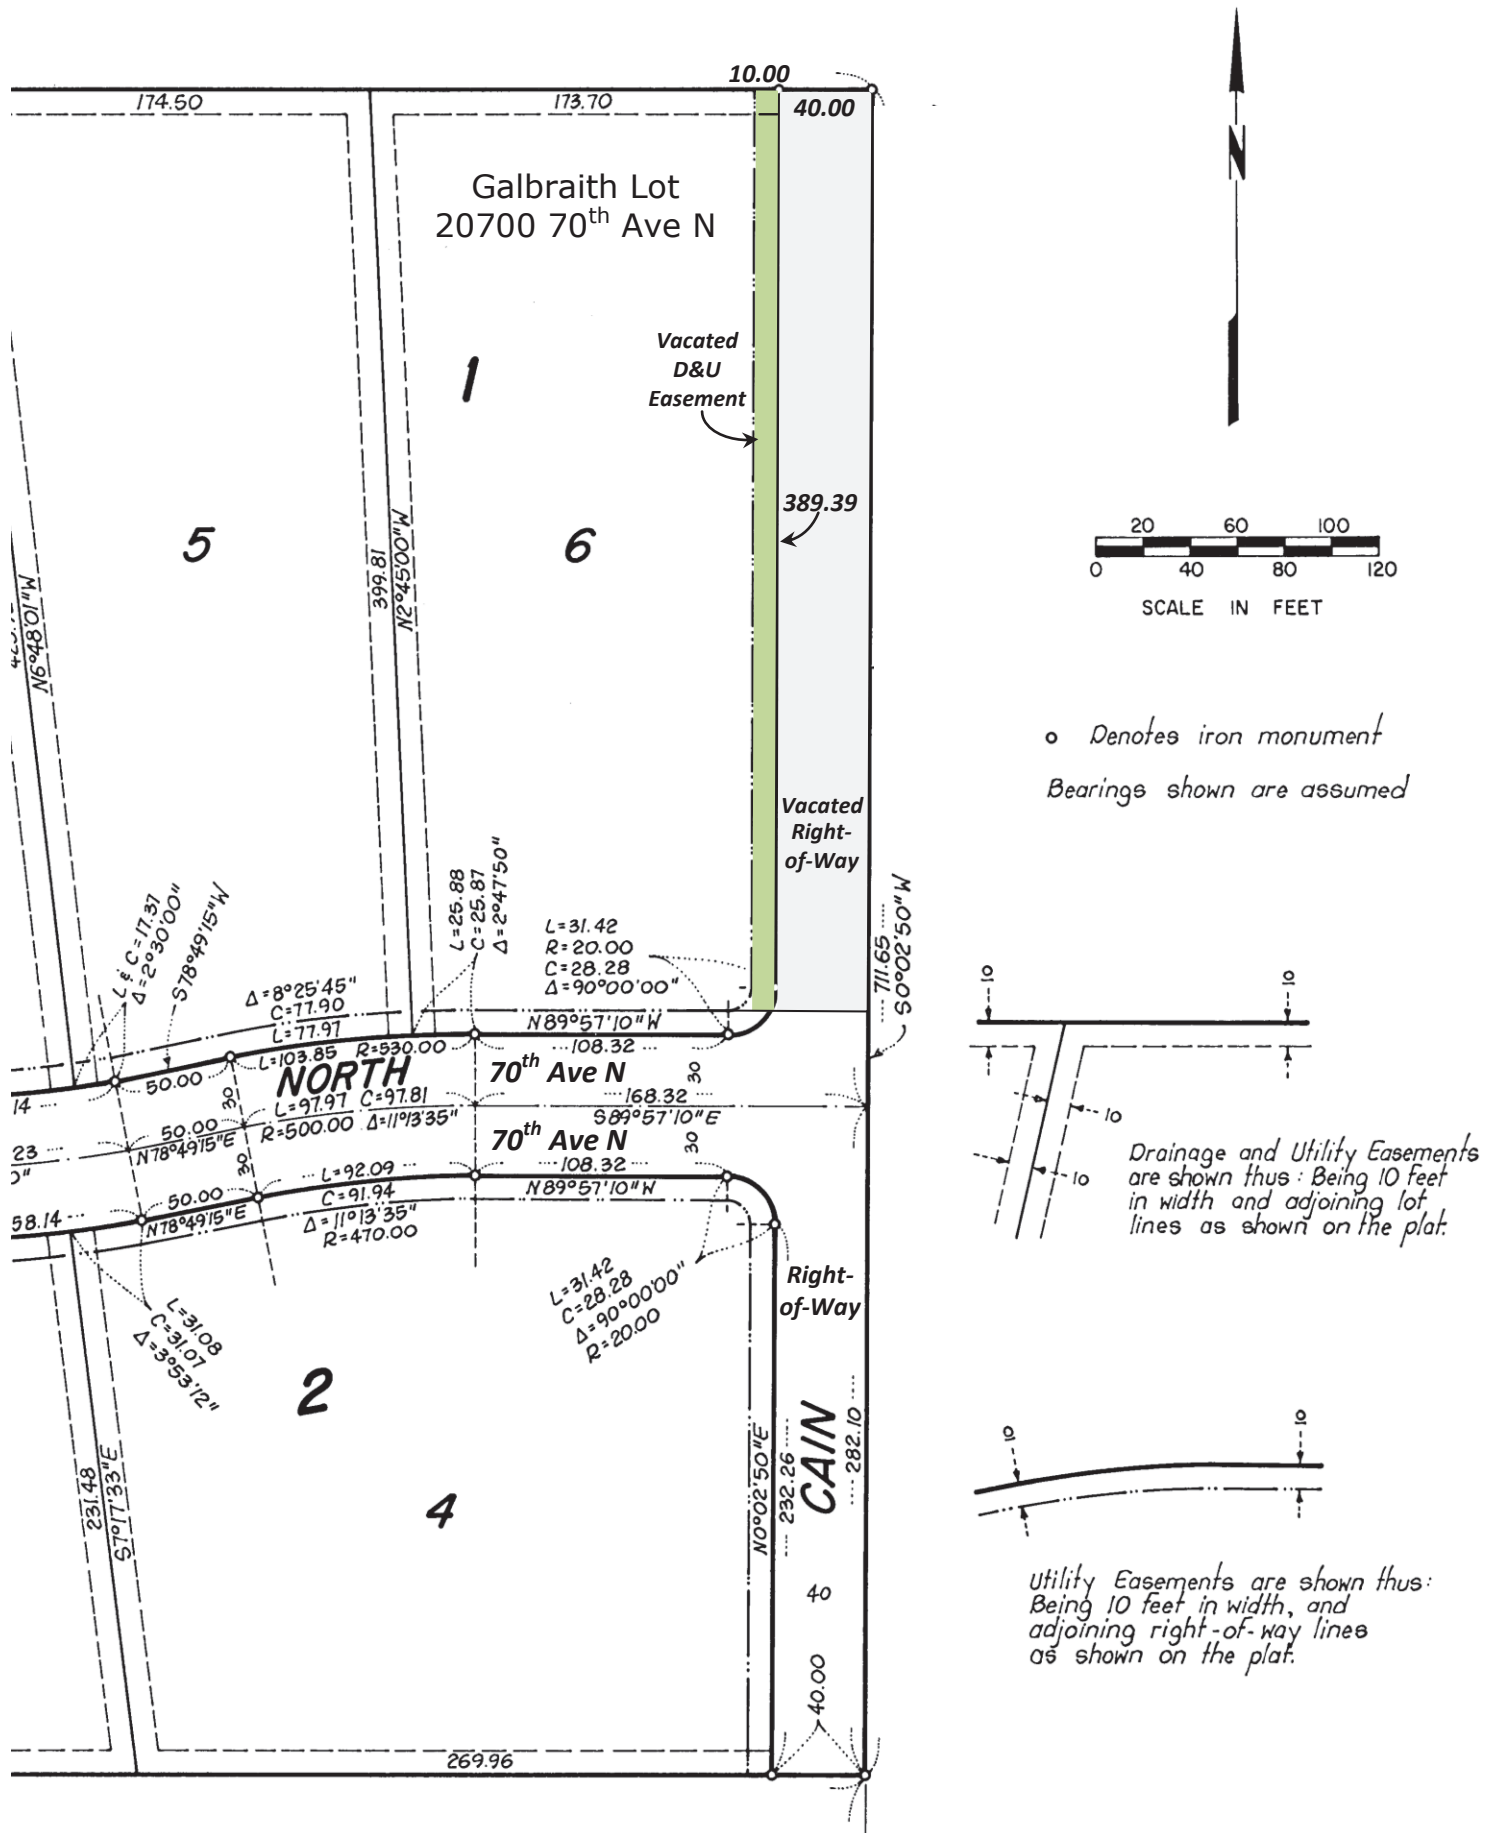 10.00
174.50
173.70
40.00
N
Galbraith Lot
20700 70th Ave N
Vacated
D&U
Easement
1
389.39
5
6
399.81
N2°45'00"W
N6°48'01"W
20 60 100
0 40 80 120
SCALE IN FEET
Denotes iron monument
Bearings shown are assumed
Vacated
Right-
of-Way
L & C = 17.37
Δ=2°30'00"
S78°49'15"W
L=25.88
C=25.87
Δ=2°47'50"
L=31.42
R=20.00
C=28.28
Δ=90°00'00"
711.65
S0°02'50"W
Δ=8°25'45"
C=77.90
L=77.97
L=103.85 R=530.00
N89°57'10"W
108.32
50.00
NORTH
70th Ave N
30
30
14
L=97.97 C=97.81
R=500.00 Δ=11°13'35"
168.32
S89°57'10"E
50.00
N78°49'15"E
23
70th Ave N
30
30
108.32
N89°57'10"W
L=92.09
C=91.94
Δ=11°13'35"
R=470.00
50.00
N78°49'15"E
58.14
10
10
10
10
Drainage and Utility Easements
are shown thus: Being 10 feet
in width and adjoining lot
lines as shown on the plat.
L=31.42
C=28.28
Δ=90°00'00"
R=20.00
Right-
of-Way
L=31.08
C=31.07
Δ=3°53'12"
2
231.48
S7°17'33"E
4
N0°02'50"E
232.26
CAIN
282.10
40
40.00
10
10
Utility Easements are shown thus:
Being 10 feet in width, and
adjoining right-of-way lines
as shown on the plat.
269.96